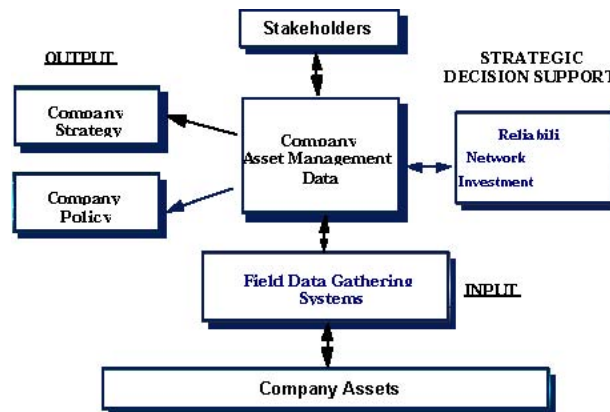 Stakeholders
OUTPUT
STRATEGIC
DECISION SUPPORT
Company
Strategy
Company
Asset Management
Data
Reliabili
Network
Investment
Company
Policy
Field Data Gathering
Systems
INPUT
Company Assets